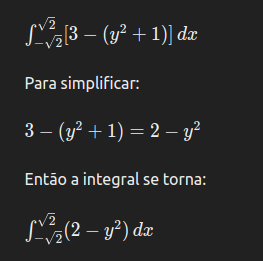 ∫_{-√2}^{√2} [3 − (y² + 1)] dx
Para simplificar:
3 − (y² + 1) = 2 − y²
Então a integral se torna:
∫_{-√2}^{√2} (2 − y²) dx